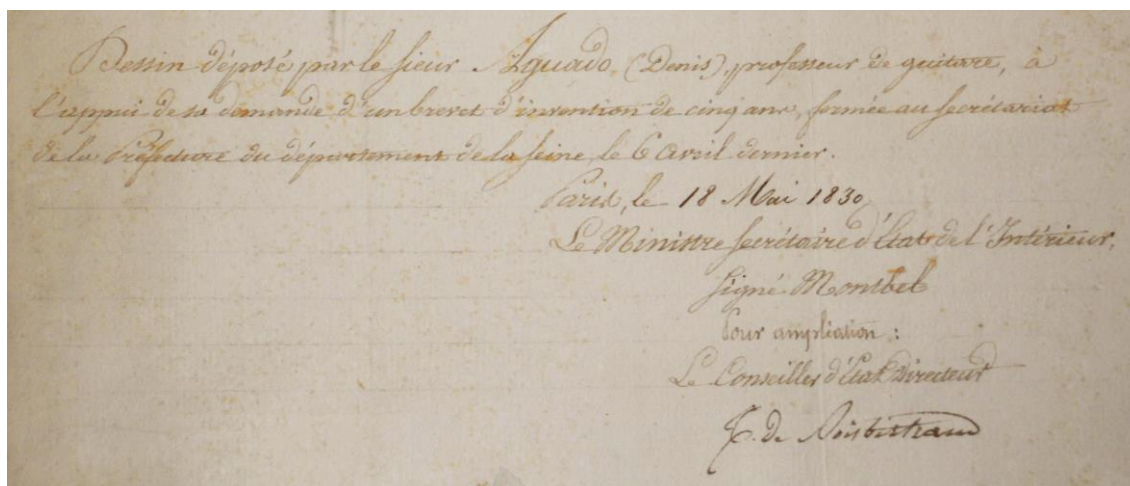 Dessin déposé par le sieur Aguado (Denis), professeur de guitare, à
l'appui de sa demande d'un brevet d'invention de cinq ans, formée au secrétariat
de la Préfecture du département de la seine, le 6 avril dernier.
Paris, le 18 Mai 1830
Le Ministre secrétaire d'État de l'Intérieur,
signé Montbel
Pour ampliation :
Le Conseiller d'État Directeur
T. de Boisbertrand